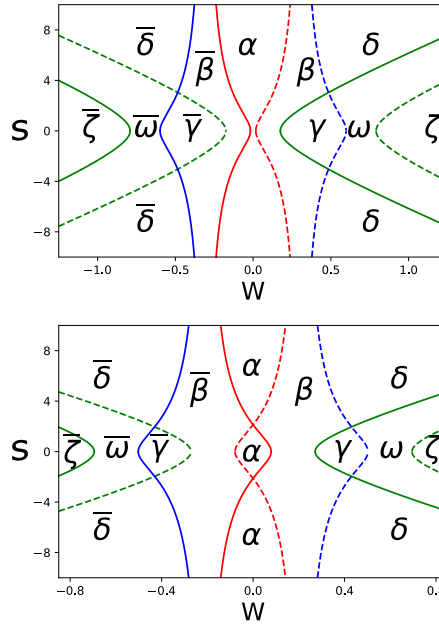 8
δ̅ α δ
β̅ β
4
S 0 ζ̅ ω̅ γ̅ γ ω ζ̅
−4
−8
δ̅ δ
−1.0 −0.5 0.0 0.5 1.0
W
8
δ̅ α δ
β̅ β
4
S 0 ζ̅ ω̅ γ̅ α γ ω ζ̅
−4
δ̅ α δ
−8
−0.8 −0.4 0.0 0.4
W